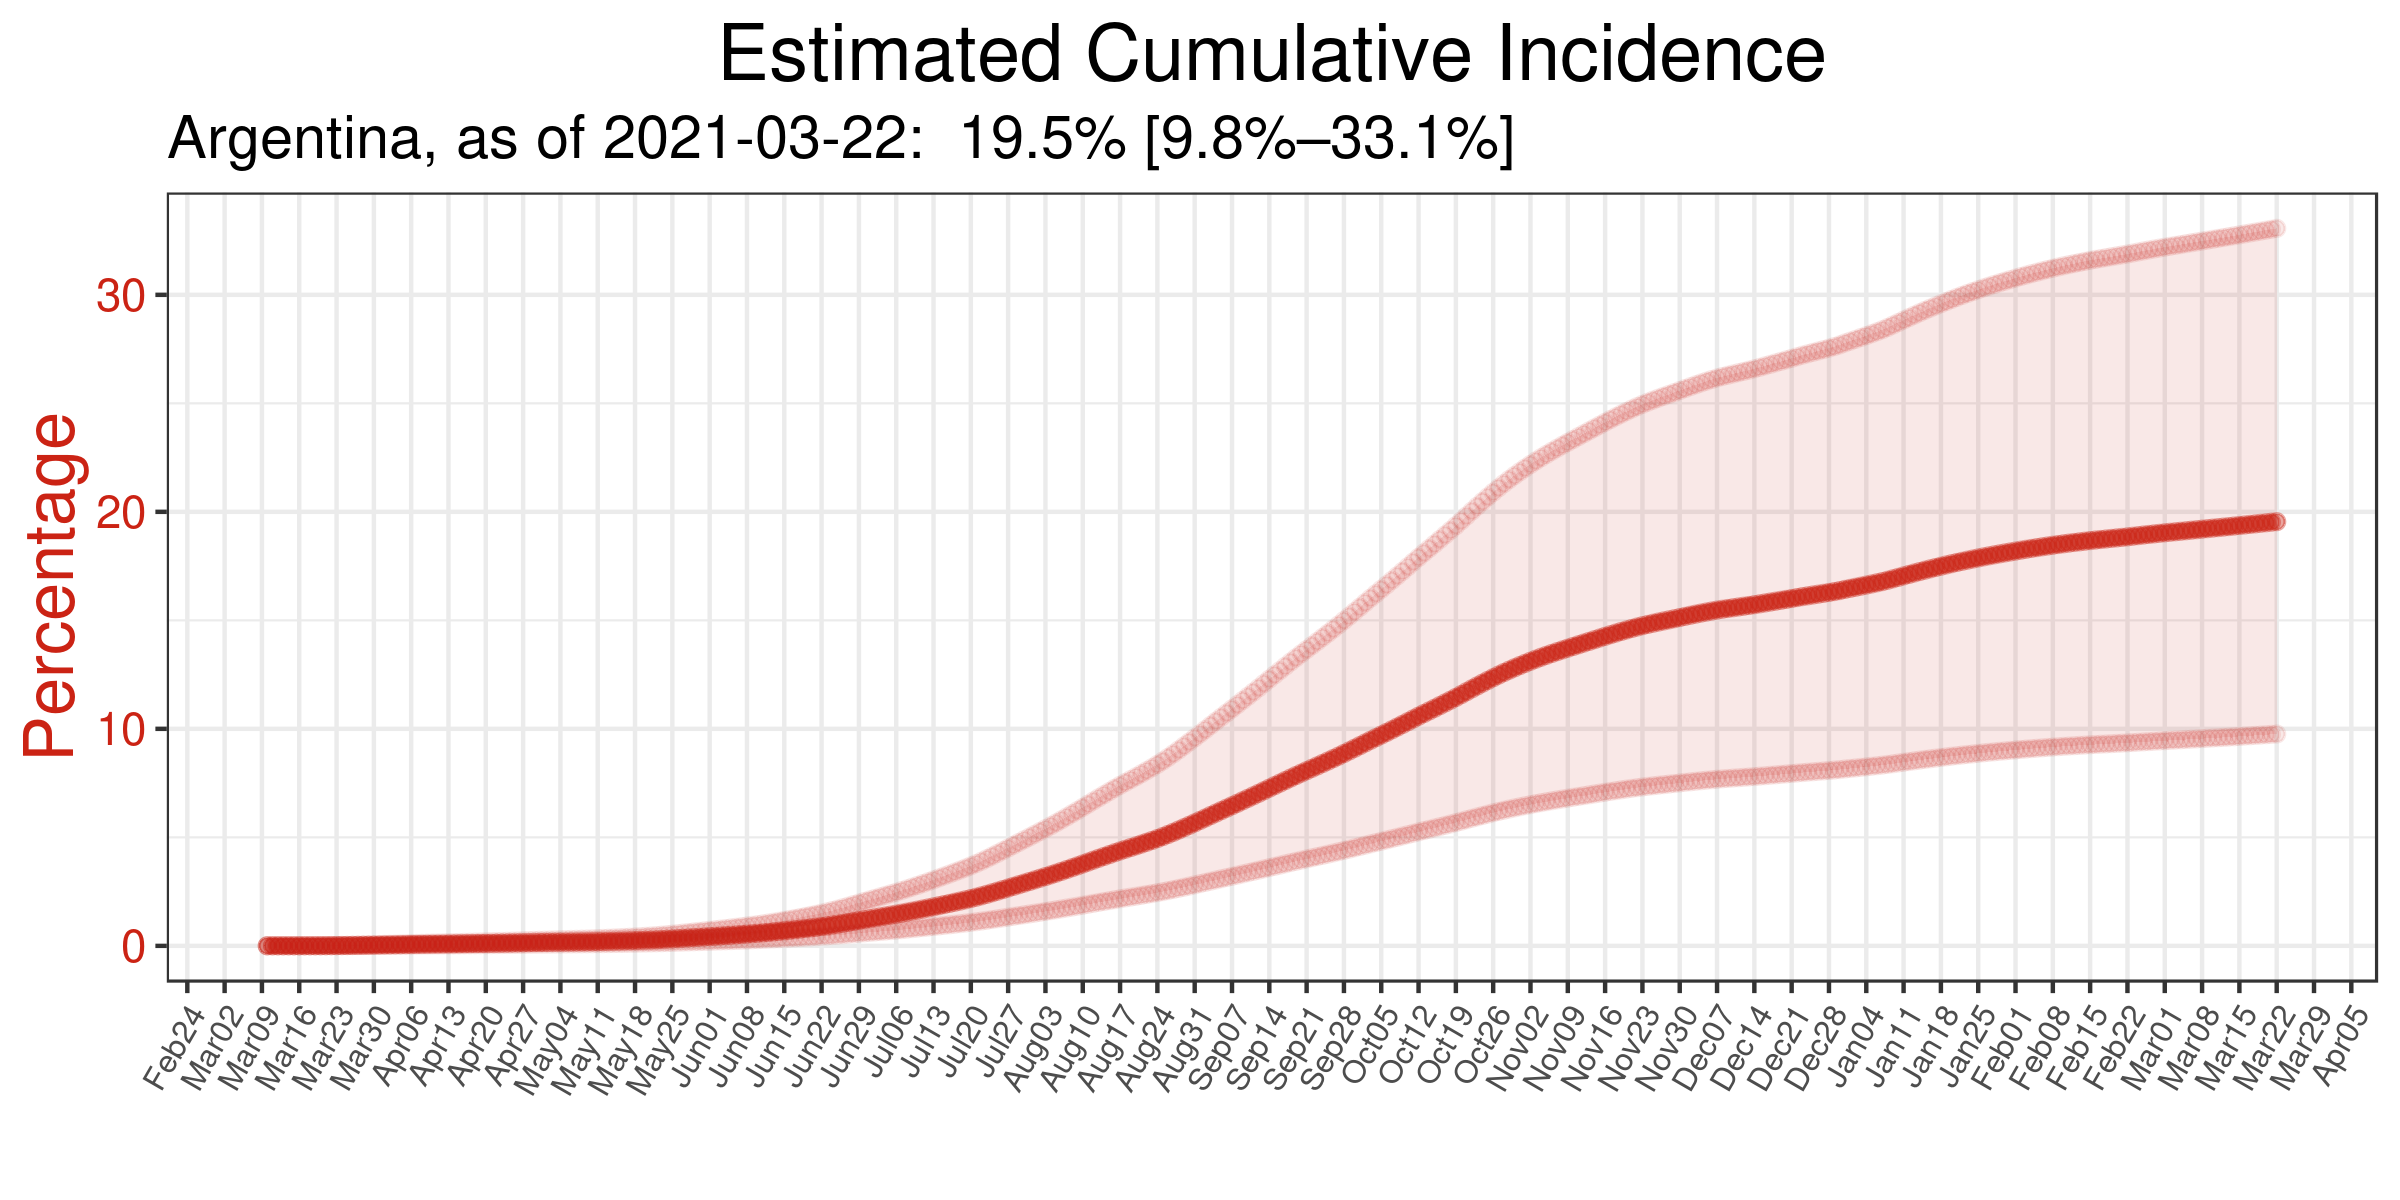 Estimated Cumulative Incidence
Argentina, as of 2021-03-22:  19.5% [9.8%–33.1%]
Percentage
30
20
10
0
Feb24
Mar02
Mar09
Mar16
Mar23
Mar30
Apr06
Apr13
Apr20
Apr27
May04
May11
May18
May25
Jun01
Jun08
Jun15
Jun22
Jun29
Jul06
Jul13
Jul20
Jul27
Aug03
Aug10
Aug17
Aug24
Aug31
Sep07
Sep14
Sep21
Sep28
Oct05
Oct12
Oct19
Oct26
Nov02
Nov09
Nov16
Nov23
Nov30
Dec07
Dec14
Dec21
Dec28
Jan04
Jan11
Jan18
Jan25
Feb01
Feb08
Feb15
Feb22
Mar01
Mar08
Mar15
Mar22
Mar29
Apr05